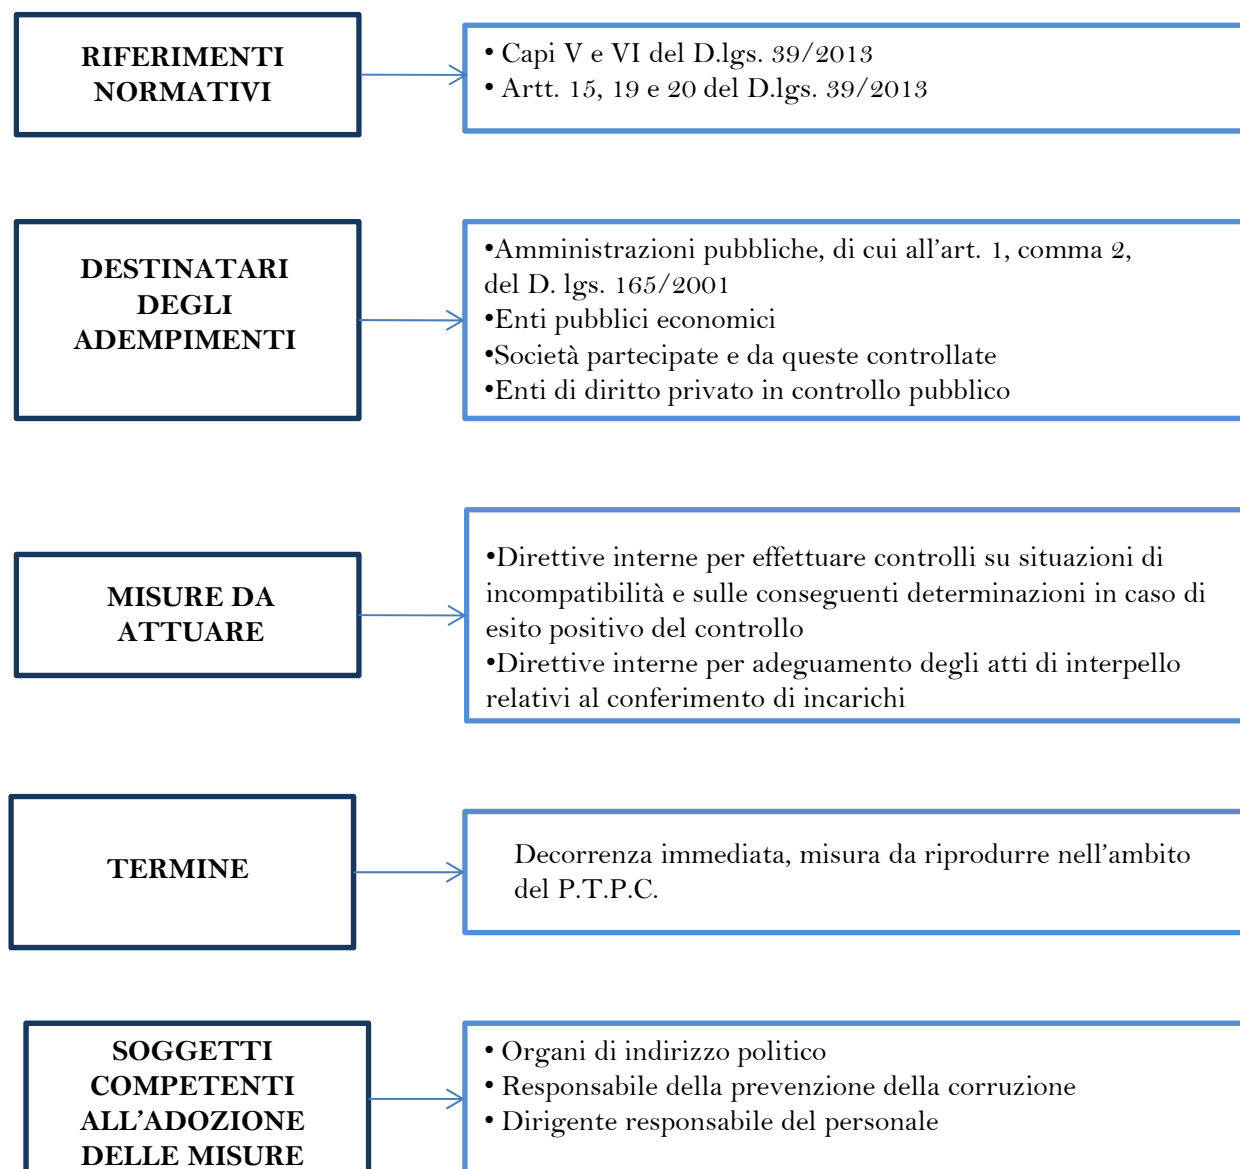 RIFERIMENTI
NORMATIVI
• Capi V e VI del D.lgs. 39/2013
• Artt. 15, 19 e 20 del D.lgs. 39/2013
DESTINATARI
DEGLI
ADEMPIMENTI
•Amministrazioni pubbliche, di cui all’art. 1, comma 2,
del D. lgs. 165/2001
•Enti pubblici economici
•Società partecipate e da queste controllate
•Enti di diritto privato in controllo pubblico
MISURE DA
ATTUARE
•Direttive interne per effettuare controlli su situazioni di
incompatibilità e sulle conseguenti determinazioni in caso di
esito positivo del controllo
•Direttive interne per adeguamento degli atti di interpello
relativi al conferimento di incarichi
TERMINE
Decorrenza immediata, misura da riprodurre nell’ambito
del P.T.P.C.
SOGGETTI
COMPETENTI
ALL’ADOZIONE
DELLE MISURE
• Organi di indirizzo politico
• Responsabile della prevenzione della corruzione
• Dirigente responsabile del personale